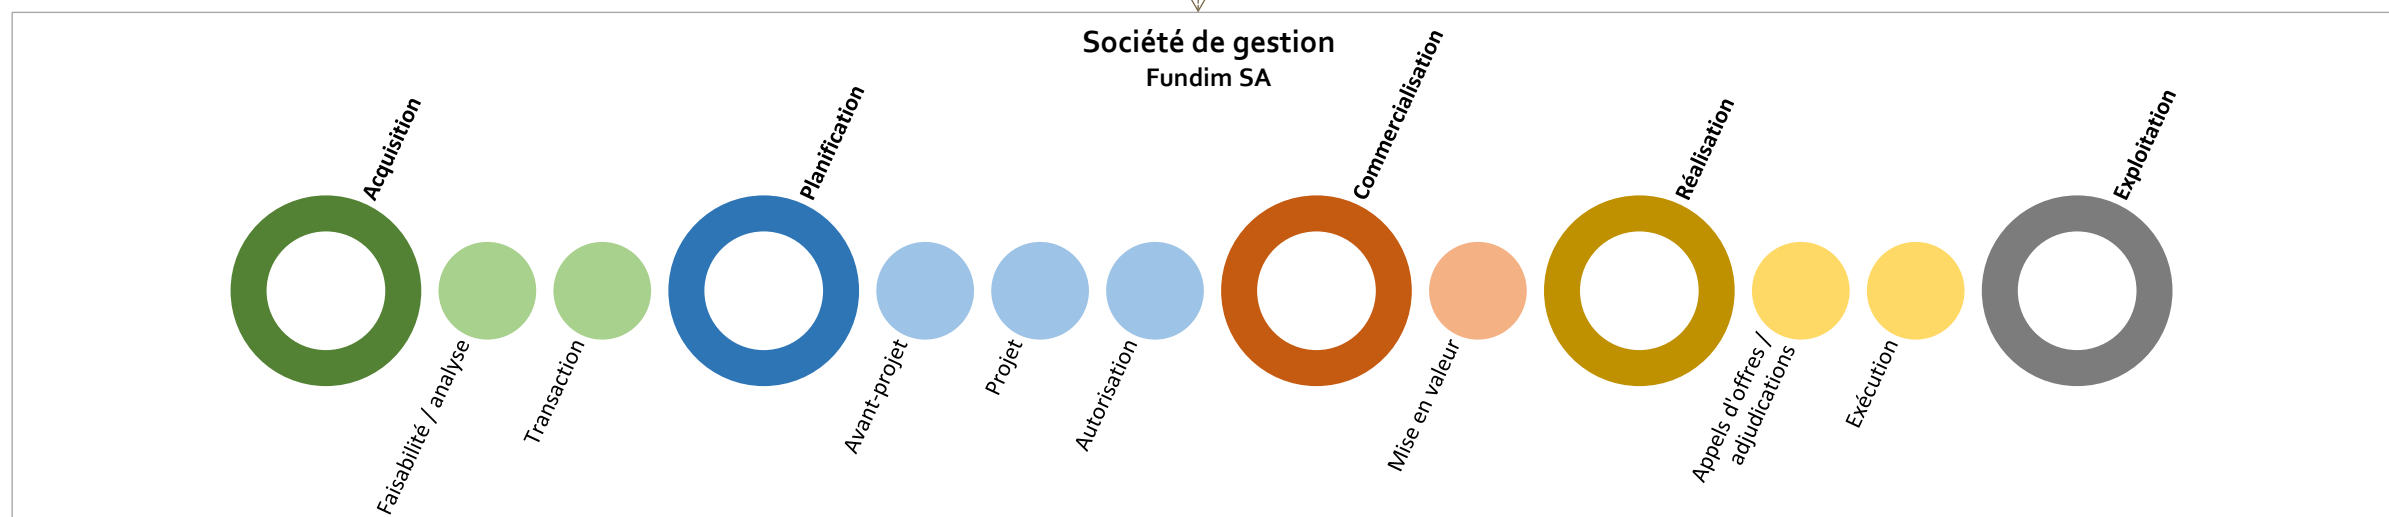 Société de gestion
Fundim SA
Acquisition
Faisabilité / analyse
Transaction
Planification
Avant-projet
Projet
Autorisation
Commercialisation
Mise en valeur
Réalisation
Appels d'offres /
adjudications
Exécution
Exploitation